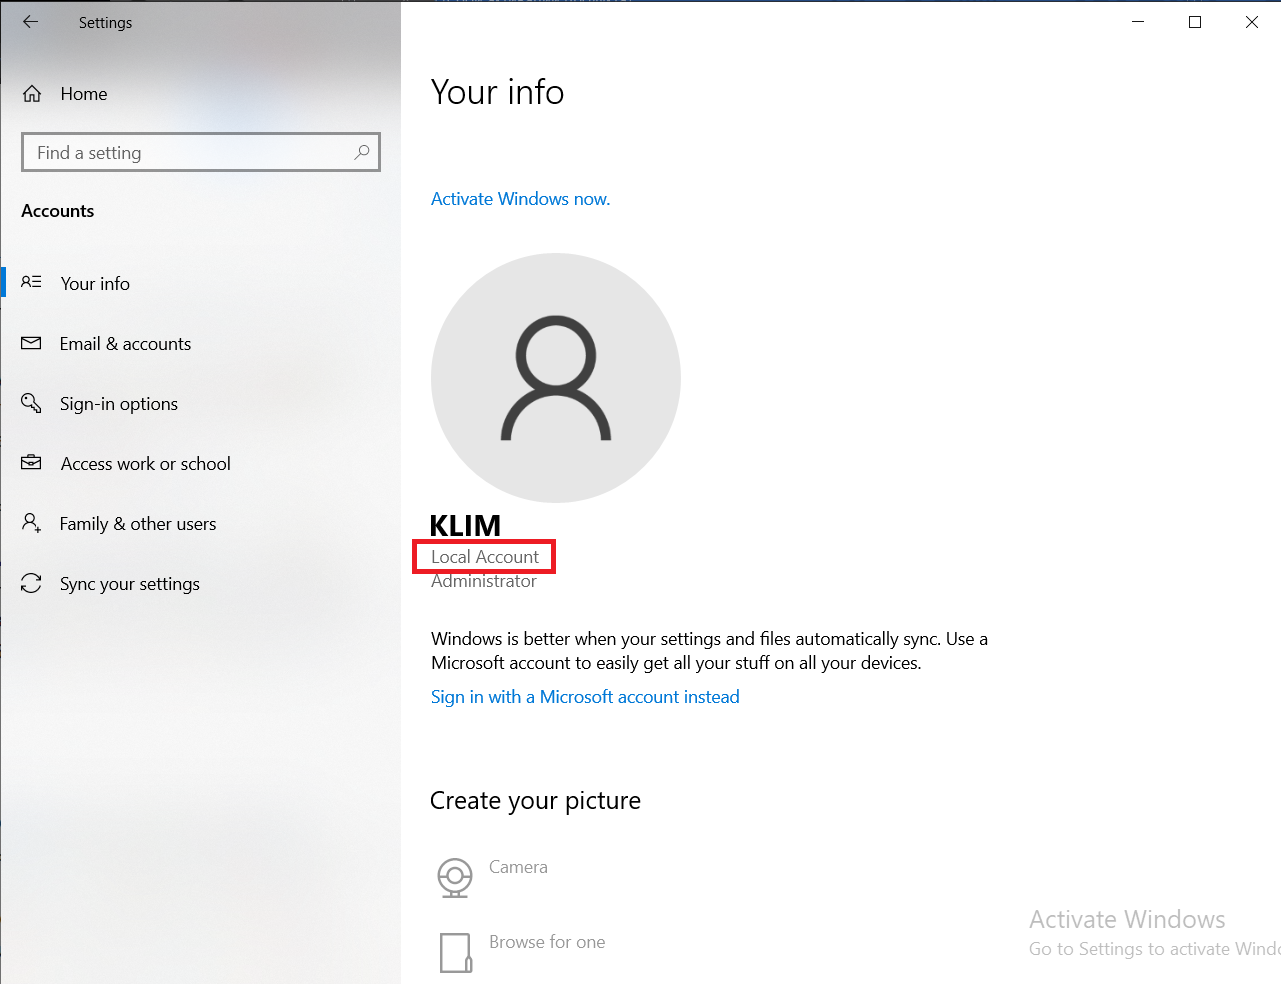 Settings
Home
Find a setting
Accounts
Your info
Email & accounts
Sign-in options
Access work or school
Family & other users
Sync your settings
Your info
Activate Windows now.
KLIM
Local Account
Administrator
Windows is better when your settings and files automatically sync. Use a
Microsoft account to easily get all your stuff on all your devices.
Sign in with a Microsoft account instead
Create your picture
Camera
Browse for one
Activate Windows
Go to Settings to activate Windo